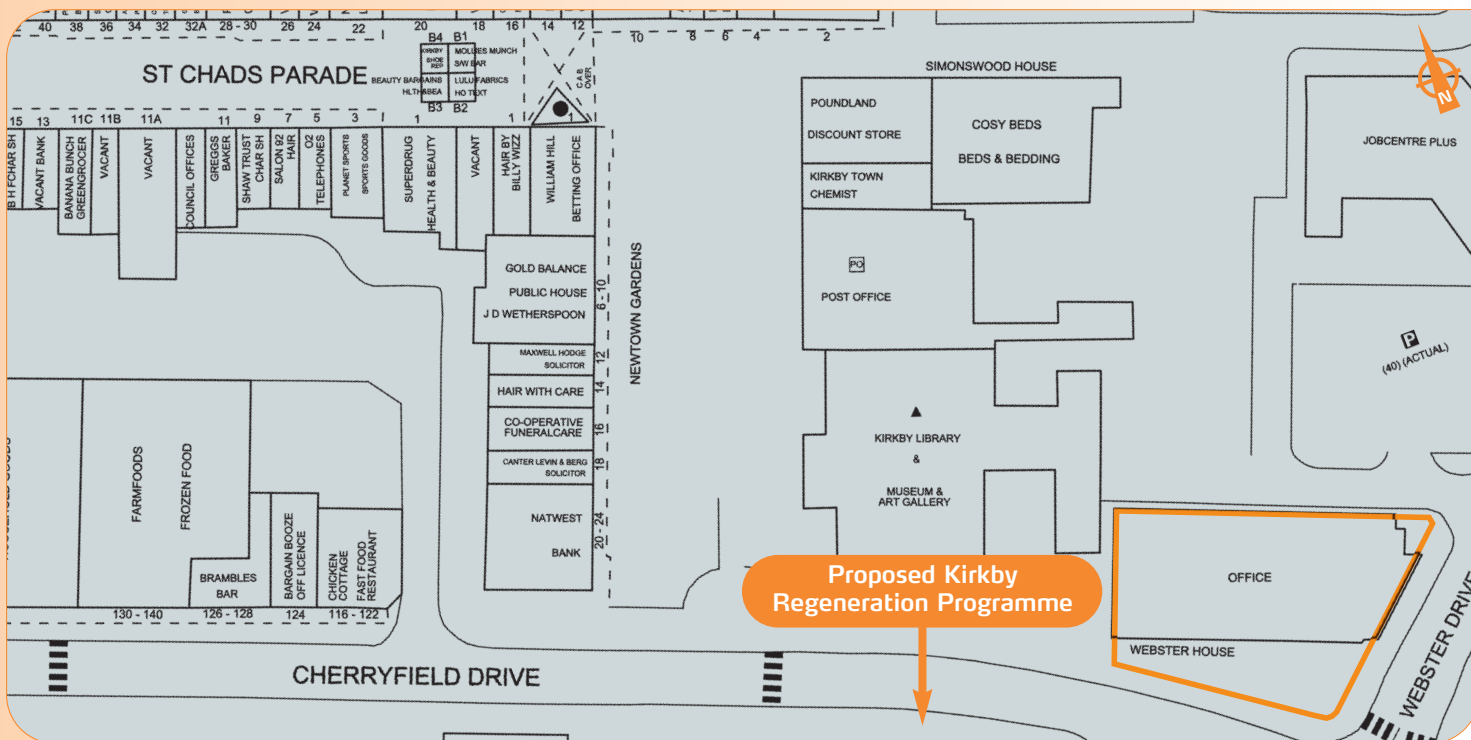 40
38
36
34
32
32A
28 - 30
26
24
22
20
18
16
14
12
10
8
6
4
2
ST CHADS PARADE
B4
B1
KIRKBY
SHOE
REP
MOLLIES MUNCH
S/W BAR
BEAUTY BARGAINS
HLTH&BEA
LULU FABRICS
HO TEXT
B3
B2
CAB
OVER
SIMONSWOOD HOUSE
N
15
13
11C
11B
11A
11
9
7
5
3
1
1
1
B H F CHAR SH
VACANT BANK
BANANA BUNCH
GREENGROCER
VACANT
VACANT
COUNCIL OFFICES
GREGGS
BAKER
SHAW TRUST
CHAR SH
SALON 92
HAIR
O2
TELEPHONES
PLANET SPORTS
SPORTS GOODS
SUPERDRUG
HEALTH & BEAUTY
VACANT
HAIR BY
BILLY WIZZ
WILLIAM HILL
BETTING OFFICE
POUNDLAND
DISCOUNT STORE
COSY BEDS
BEDS & BEDDING
KIRKBY TOWN
CHEMIST
JOBCENTRE PLUS
GOLD BALANCE
PUBLIC HOUSE
J D WETHERSPOON
6 - 10
NEWTOWN GARDENS
PO
POST OFFICE
MAXWELL HODGE
SOLICITOR
12
HAIR WITH CARE
14
CO-OPERATIVE
FUNERALCARE
16
CANTER LEVIN & BERG
SOLICITOR
18
NATWEST
BANK
20 - 24
P
(40) (ACTUAL)
KIRKBY LIBRARY
&
MUSEUM &
ART GALLERY
FARMFOODS
FROZEN FOOD
BRAMBLES
BAR
BARGAIN BOOZE
OFF LICENCE
CHICKEN
COTTAGE
FAST FOOD
RESTAURANT
130 - 140
126 - 128
124
116 - 122
Proposed Kirkby
Regeneration Programme
OFFICE
WEBSTER HOUSE
CHERRYFIELD DRIVE
WEBSTER DRIVE